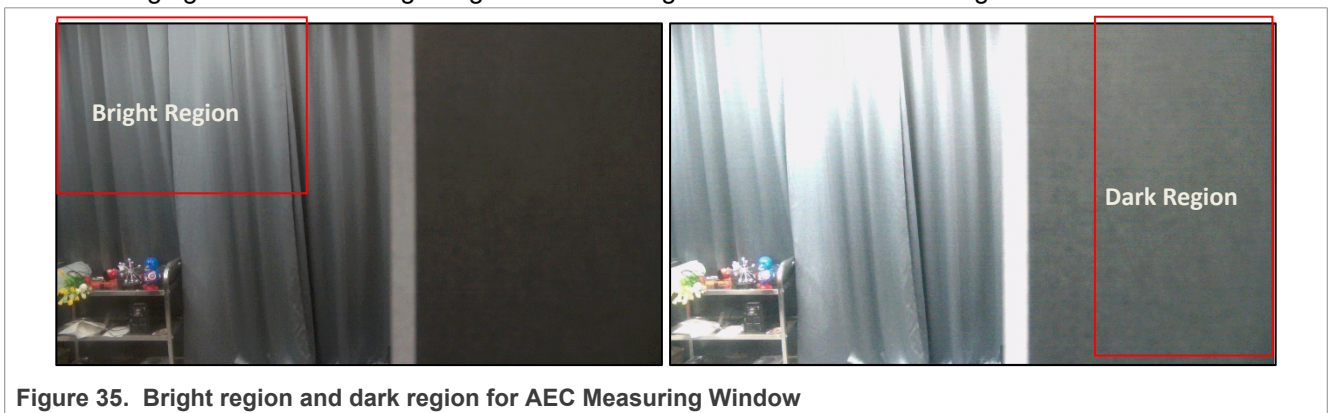 Bright Region
Dark Region
Figure 35. Bright region and dark region for AEC Measuring Window